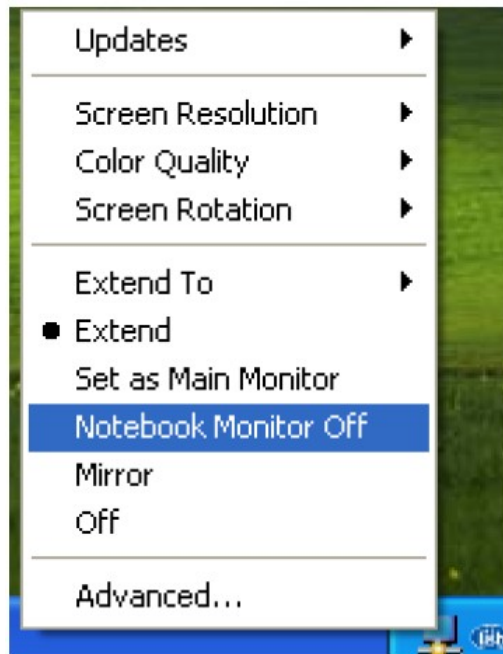 Updates
Screen Resolution
Color Quality
Screen Rotation
Extend To
Extend
Set as Main Monitor
Notebook Monitor Off
Mirror
Off
Advanced...